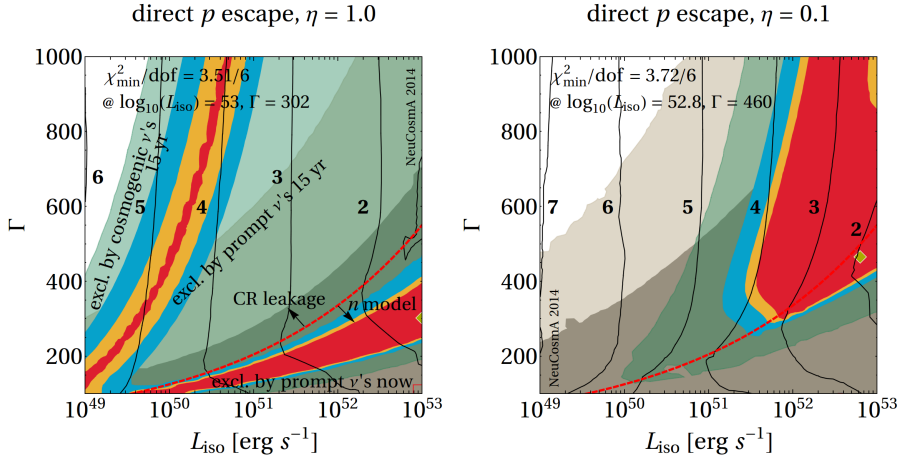 direct p escape, η = 1.0
χ²min/dof = 3.51/6
@ log10(Liso) = 53, Γ = 302
NeuCosmA 2014
excl. by cosmogenic ν's
15 yr
excl. by prompt ν's 15 yr
6
5
4
3
2
CR leakage
n model
excl. by prompt ν's now
Γ
1000
800
600
400
200
10^49
10^50
10^51
10^52
10^53
Liso [erg s^−1]
direct p escape, η = 0.1
χ²min/dof = 3.72/6
@ log10(Liso) = 52.8, Γ = 460
7
6
5
4
3
2
NeuCosmA 2014
Γ
1000
800
600
400
200
10^49
10^50
10^51
10^52
10^53
Liso [erg s^−1]